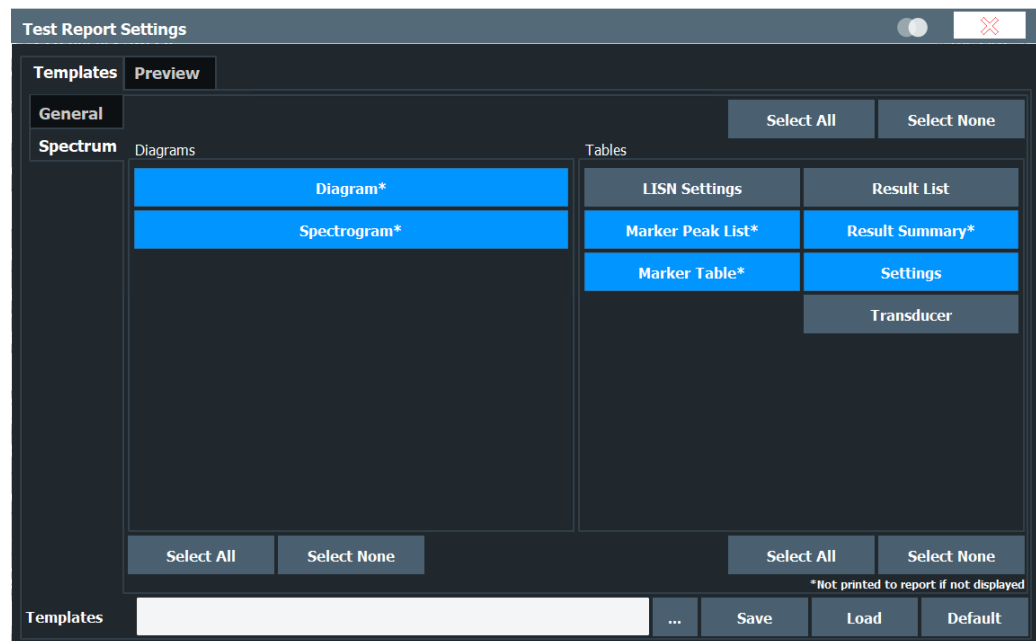 Test Report Settings
Templates Preview
General
Select All Select None
Spectrum
Diagrams Tables
Diagram* LISN Settings Result List
Spectrogram* Marker Peak List* Result Summary*
Marker Table* Settings
Transducer
Select All Select None Select All Select None
*Not printed to report if not displayed
Templates ... Save Load Default